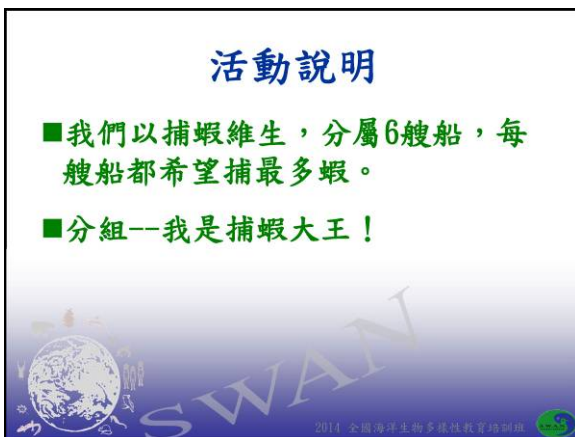 活動說明
■我們以捕蝦維生，分屬6艘船，每
艘船都希望捕最多蝦。
■分組--我是捕蝦大王！
SWAN
2014 全國海洋生物多樣性教育培訓班